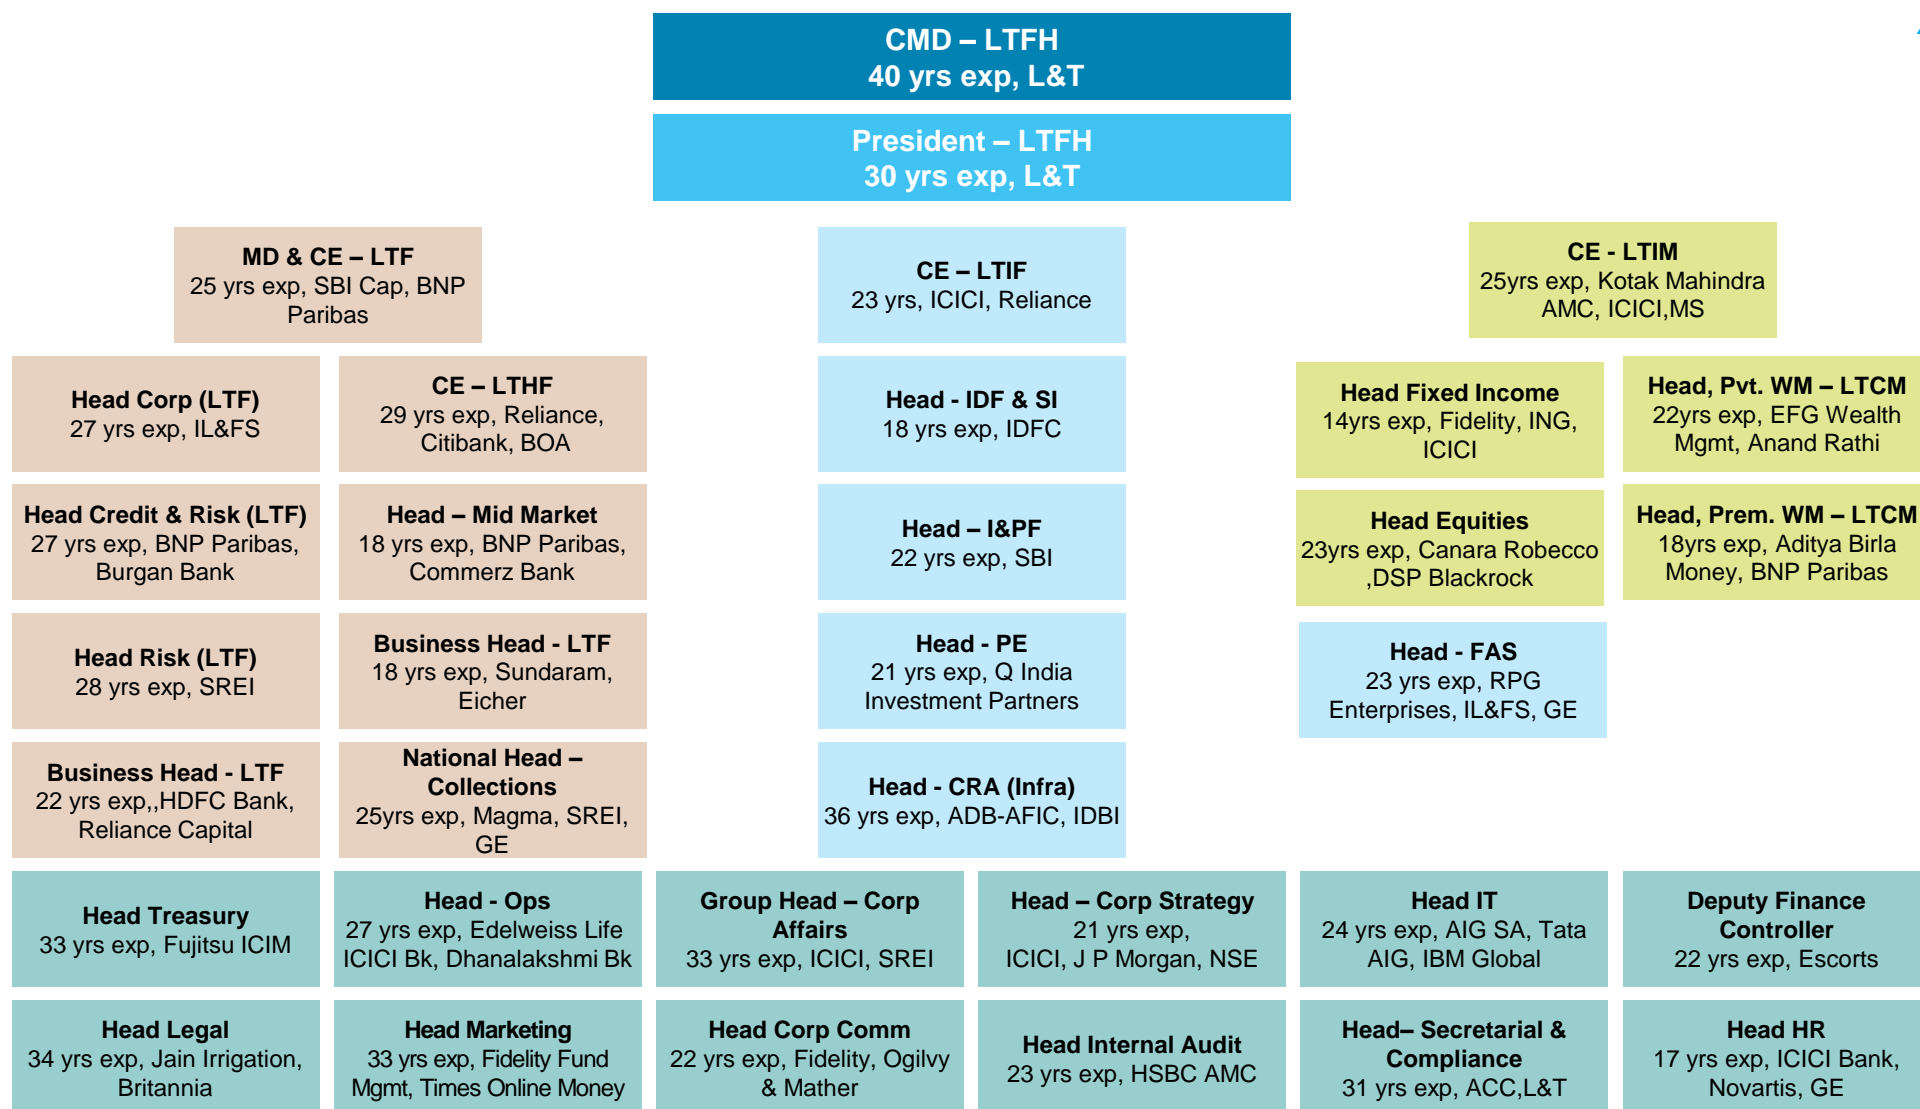 CMD – LTFH
40 yrs exp, L&T
President – LTFH
30 yrs exp, L&T
MD & CE – LTF
25 yrs exp, SBI Cap, BNP
Paribas
CE – LTIF
23 yrs, ICICI, Reliance
CE - LTIM
25yrs exp, Kotak Mahindra
AMC, ICICI,MS
Head Corp (LTF)
27 yrs exp, IL&FS
CE – LTHF
29 yrs exp, Reliance,
Citibank, BOA
Head - IDF & SI
18 yrs exp, IDFC
Head Fixed Income
14yrs exp, Fidelity, ING,
ICICI
Head, Pvt. WM – LTCM
22yrs exp, EFG Wealth
Mgmt, Anand Rathi
Head Credit & Risk (LTF)
27 yrs exp, BNP Paribas,
Burgan Bank
Head – Mid Market
18 yrs exp, BNP Paribas,
Commerz Bank
Head – I&PF
22 yrs exp, SBI
Head Equities
23yrs exp, Canara Robecco
,DSP Blackrock
Head, Prem. WM – LTCM
18yrs exp, Aditya Birla
Money, BNP Paribas
Head Risk (LTF)
28 yrs exp, SREI
Business Head - LTF
18 yrs exp, Sundaram,
Eicher
Head - PE
21 yrs exp, Q India
Investment Partners
Head - FAS
23 yrs exp, RPG
Enterprises, IL&FS, GE
Business Head - LTF
22 yrs exp,,HDFC Bank,
Reliance Capital
National Head –
Collections
25yrs exp, Magma, SREI,
GE
Head - CRA (Infra)
36 yrs exp, ADB-AFIC, IDBI
Head Treasury
33 yrs exp, Fujitsu ICIM
Head - Ops
27 yrs exp, Edelweiss Life
ICICI Bk, Dhanalakshmi Bk
Group Head – Corp
Affairs
33 yrs exp, ICICI, SREI
Head – Corp Strategy
21 yrs exp,
ICICI, J P Morgan, NSE
Head IT
24 yrs exp, AIG SA, Tata
AIG, IBM Global
Deputy Finance
Controller
22 yrs exp, Escorts
Head Legal
34 yrs exp, Jain Irrigation,
Britannia
Head Marketing
33 yrs exp, Fidelity Fund
Mgmt, Times Online Money
Head Corp Comm
22 yrs exp, Fidelity, Ogilvy
& Mather
Head Internal Audit
23 yrs exp, HSBC AMC
Head– Secretarial &
Compliance
31 yrs exp, ACC,L&T
Head HR
17 yrs exp, ICICI Bank,
Novartis, GE